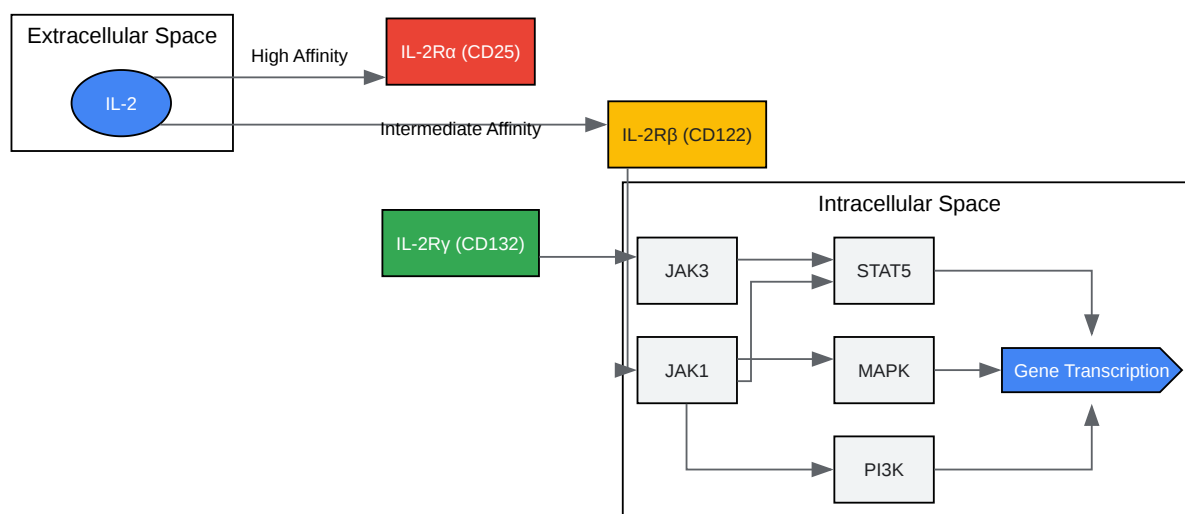 Extracellular Space
IL-2
High Affinity
IL-2Rα (CD25)
Intermediate Affinity
IL-2Rβ (CD122)
IL-2Rγ (CD132)
Intracellular Space
JAK3
STAT5
JAK1
MAPK
Gene Transcription
PI3K